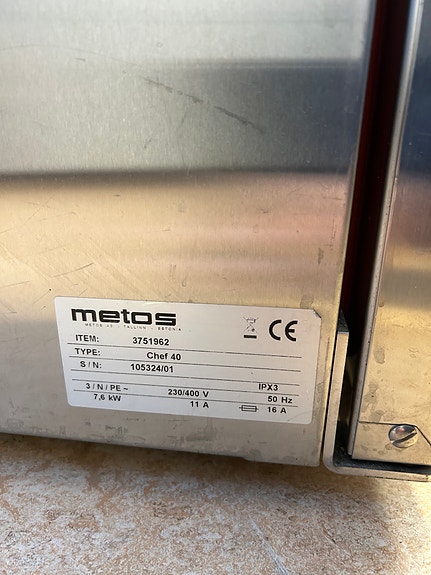 metos
METOS AS - TALLINN - ESTONIA
CE
ITEM: 3751962
TYPE: Chef 40
S / N: 105324/01
3 / N / PE ~ 230/400 V IPX3
7,6 kW 11 A 50 Hz
16 A